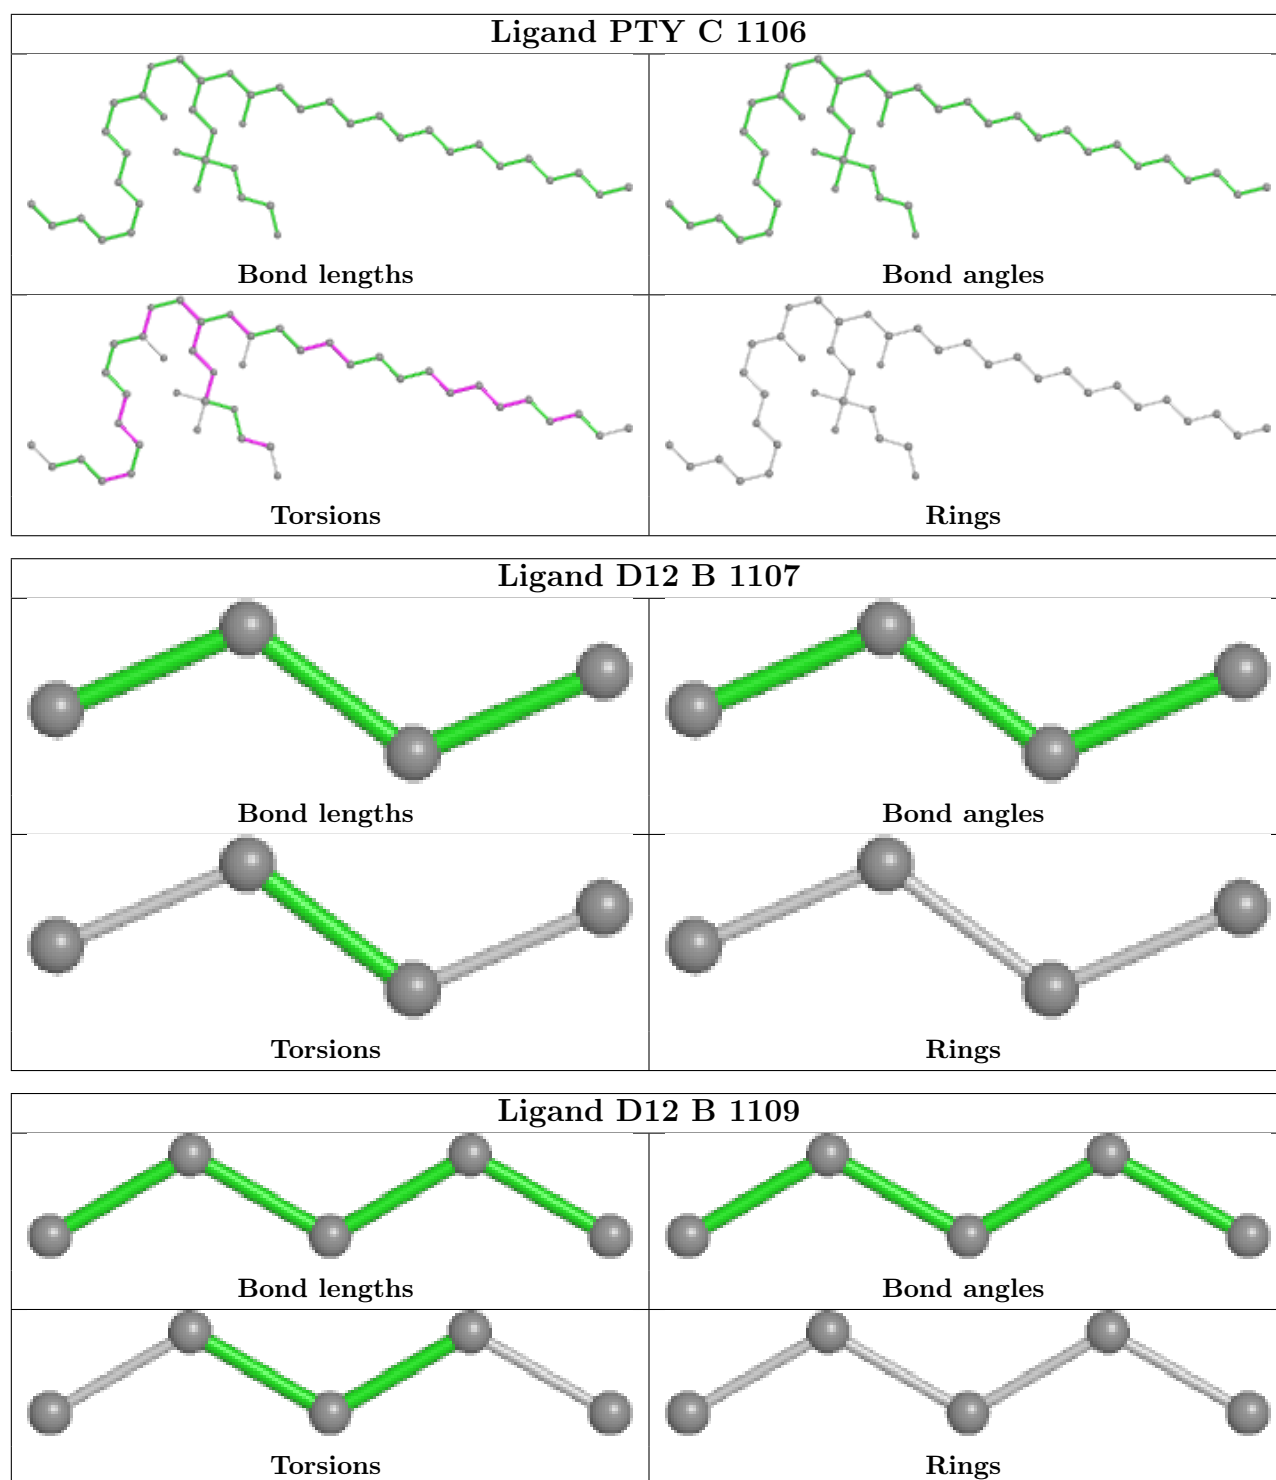 Ligand PTY C 1106
Bond lengths
Bond angles
Torsions
Rings
Ligand D12 B 1107
Bond lengths
Bond angles
Torsions
Rings
Ligand D12 B 1109
Bond lengths
Bond angles
Torsions
Rings